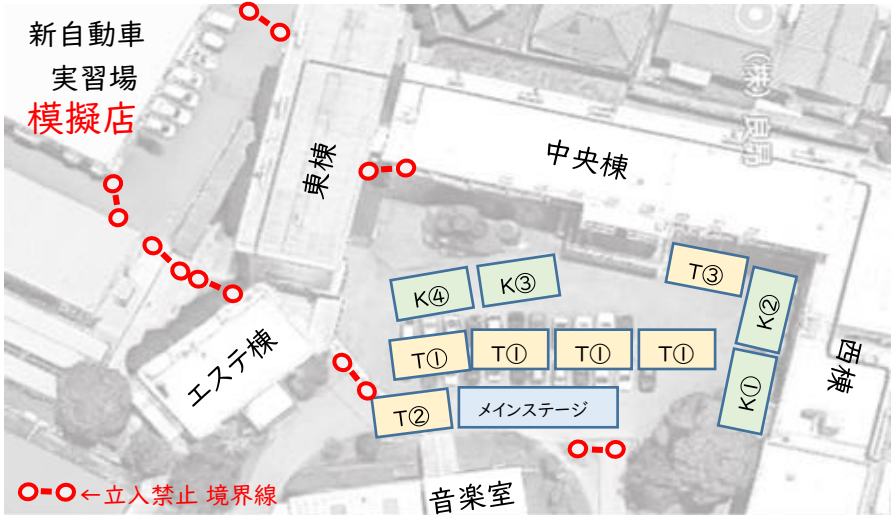 新自動車
実習場
模擬店
東棟
中央棟
T③
K④
K③
K②
T①
T①
T①
T①
西棟
エステ棟
K①
T②
メインステージ
←立入禁止 境界線
音楽室